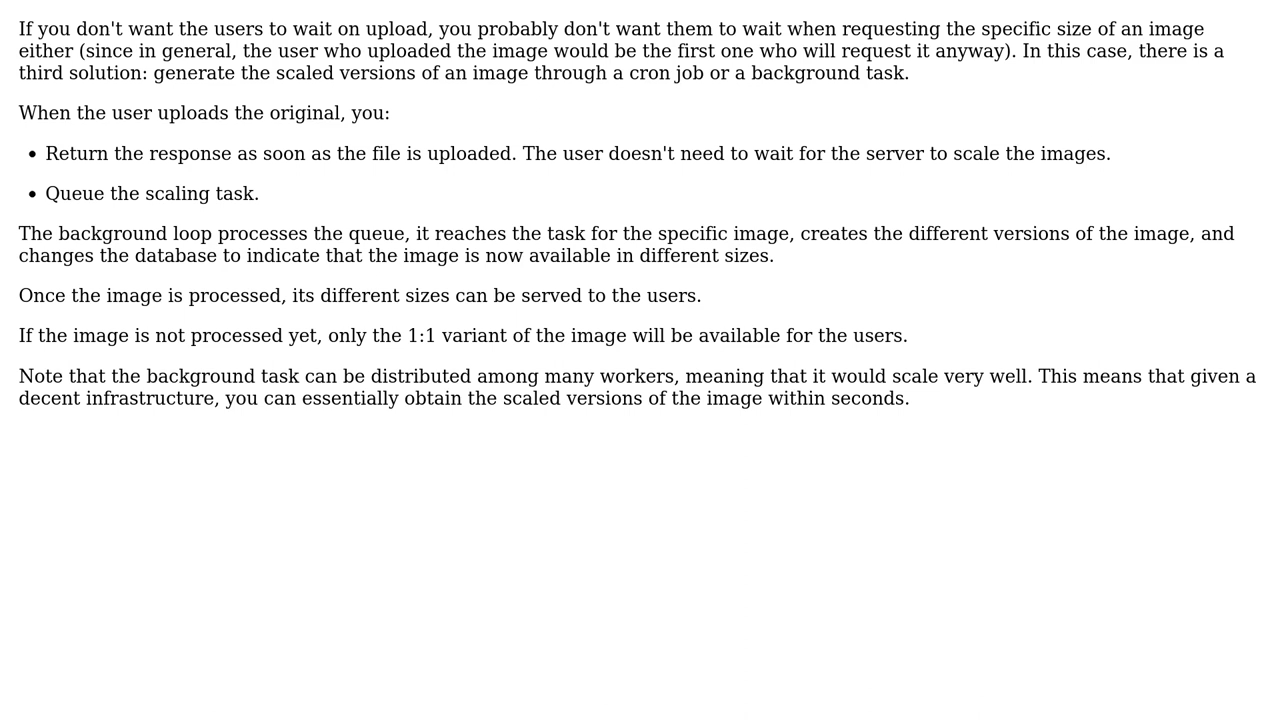 If you don't want the users to wait on upload, you probably don't want them to wait when requesting the specific size of an image
either (since in general, the user who uploaded the image would be the first one who will request it anyway). In this case, there is a
third solution: generate the scaled versions of an image through a cron job or a background task.
When the user uploads the original, you:
• Return the response as soon as the file is uploaded. The user doesn't need to wait for the server to scale the images.
• Queue the scaling task.
The background loop processes the queue, it reaches the task for the specific image, creates the different versions of the image, and
changes the database to indicate that the image is now available in different sizes.
Once the image is processed, its different sizes can be served to the users.
If the image is not processed yet, only the 1:1 variant of the image will be available for the users.
Note that the background task can be distributed among many workers, meaning that it would scale very well. This means that given a
decent infrastructure, you can essentially obtain the scaled versions of the image within seconds.